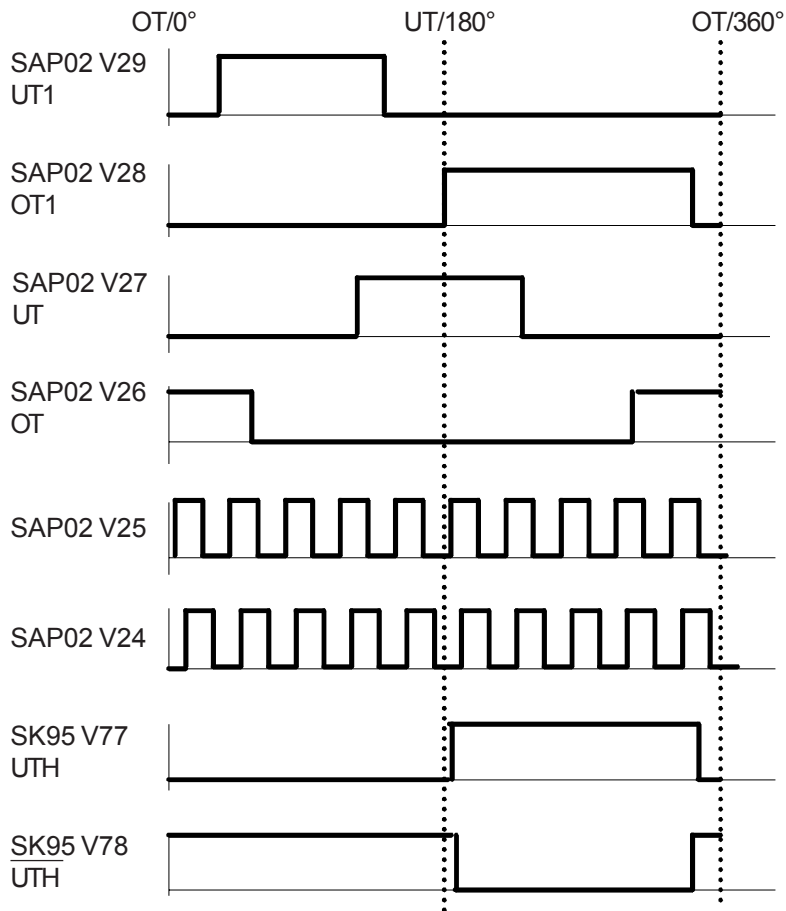 OT/0° UT/180° OT/360°
SAP02 V29
UT1
SAP02 V28
OT1
SAP02 V27
UT
SAP02 V26
OT
SAP02 V25
SAP02 V24
SK95 V77
UTH
SK95 V78
UTH